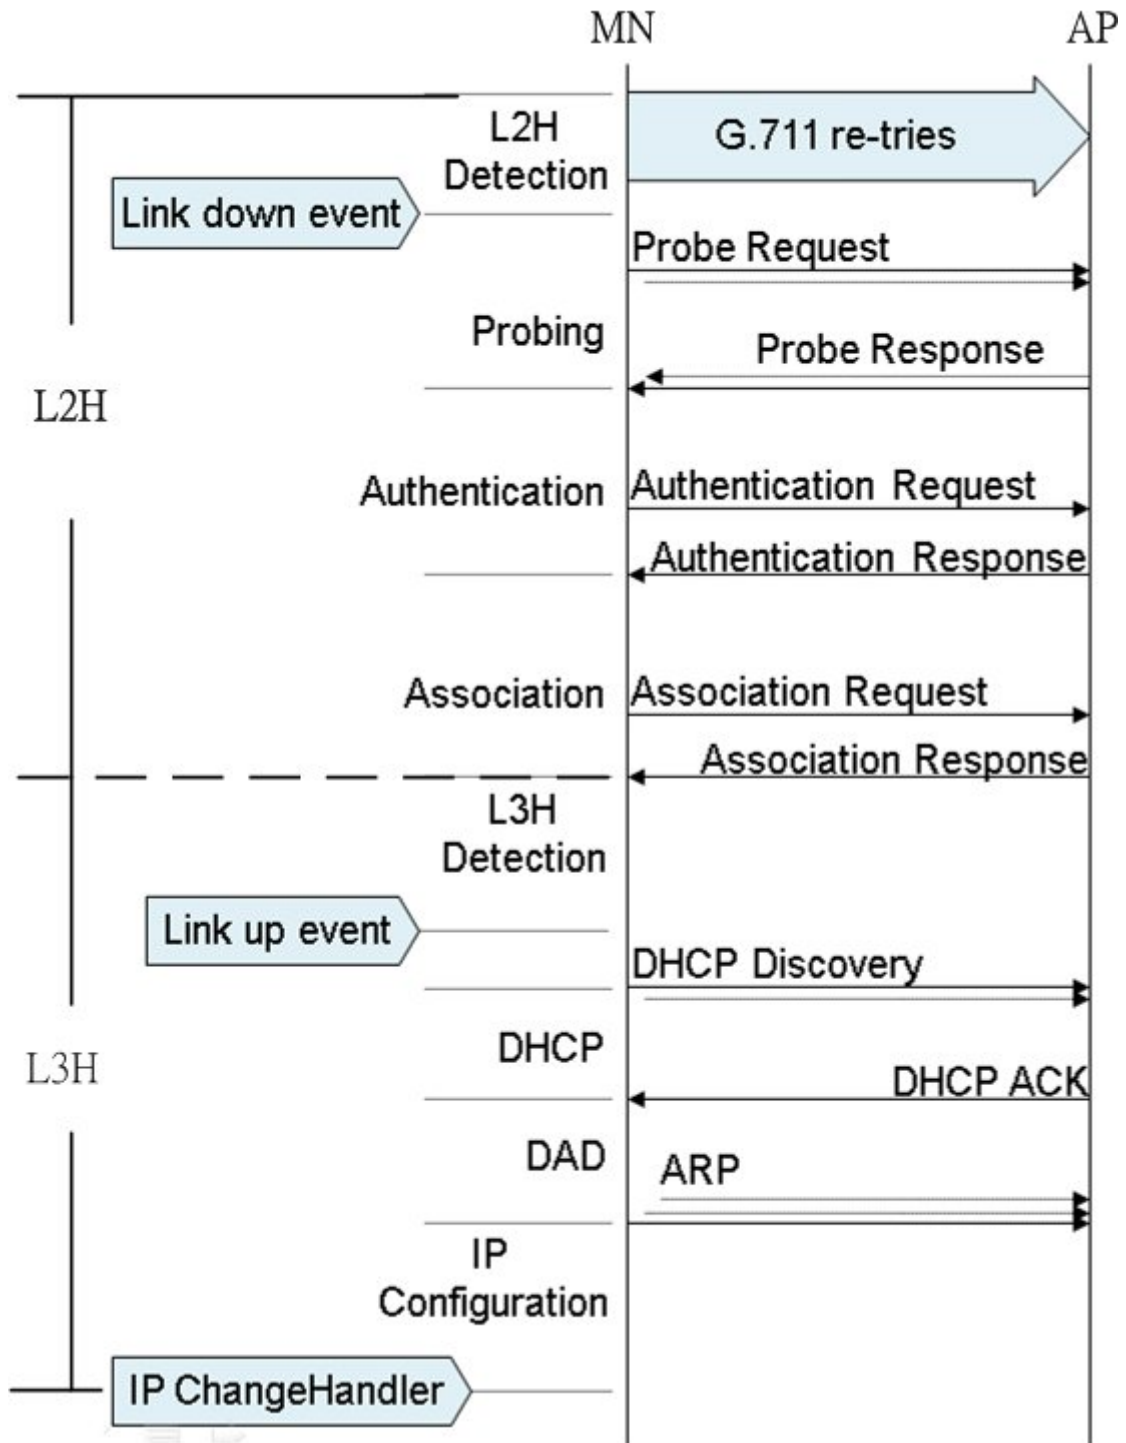 MN
AP
L2H
Detection
G.711 re-tries
Link down event
Probe Request
Probing
Probe Response
L2H
Authentication
Authentication Request
Authentication Response
Association
Association Request
Association Response
L3H
Detection
Link up event
DHCP Discovery
DHCP
L3H
DHCP ACK
DAD
ARP
IP
Configuration
IP ChangeHandler